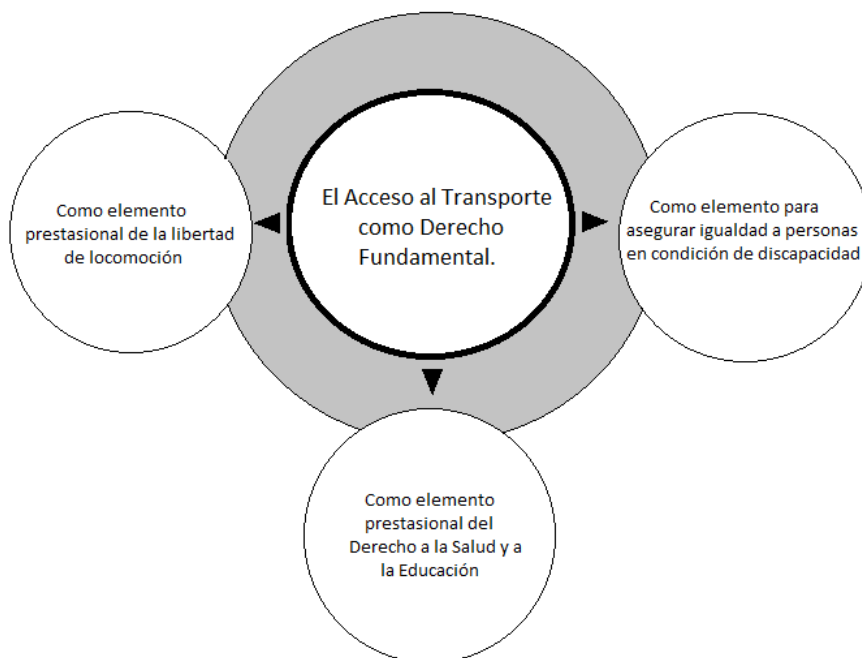 El Acceso al Transporte
como Derecho
Fundamental.
Como elemento
prestasional de la libertad
de locomoción
Como elemento para
asegurar igualdad a personas
en condición de discapacidad
Como elemento
prestasional del
Derecho a la Salud y a
la Educación